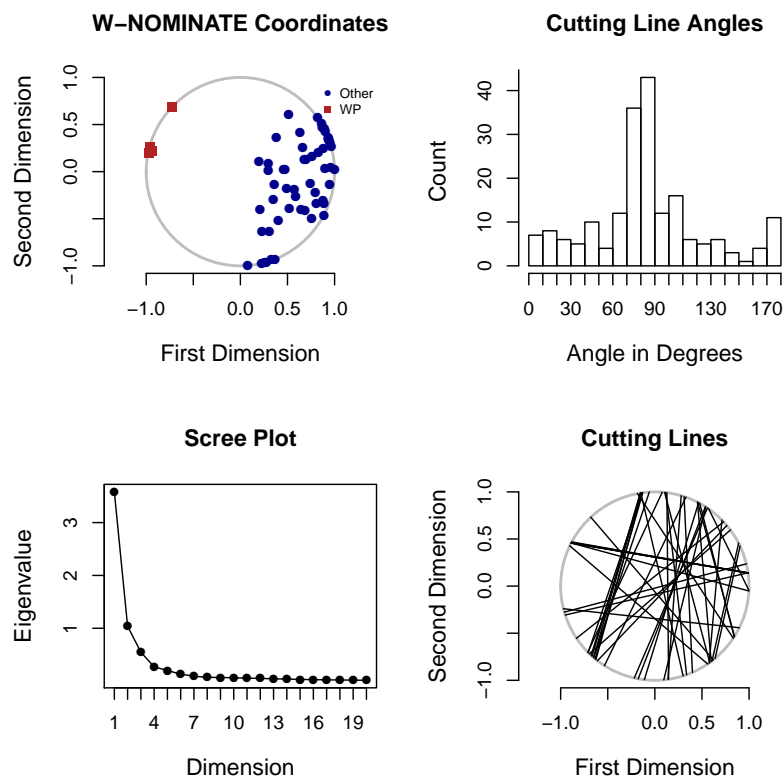 W−NOMINATE Coordinates
Second Dimension
1.0
0.5
0.0
−1.0
Other
WP
−1.0 0.0 0.5 1.0
First Dimension
Cutting Line Angles
Count
40
30
20
10
0
0 30 60 90 130 170
Angle in Degrees
Scree Plot
Eigenvalue
3
2
1
1 4 7 10 13 16 19
Dimension
Cutting Lines
Second Dimension
1.0
0.5
0.0
−1.0
−1.0 0.0 0.5 1.0
First Dimension